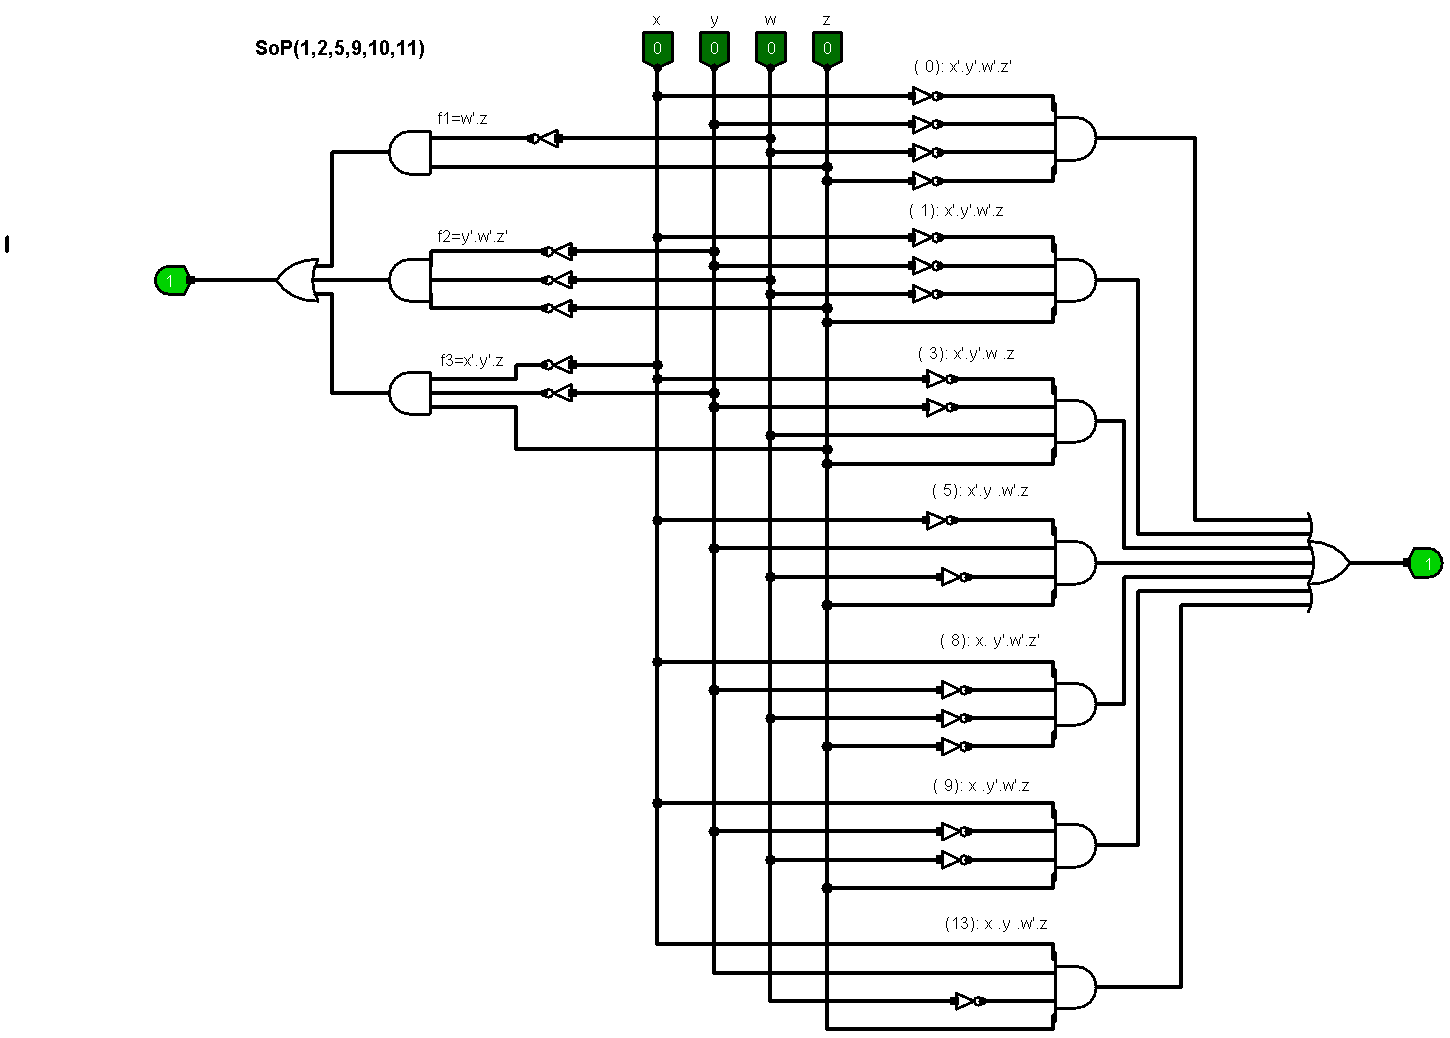 x y w z
SoP(1,2,5,9,10,11)
0 0 0 0
( 0): x'.y'.w'.z'
f1=w'.z
( 1): x'.y'.w'.z
f2=y'.w'.z'
1
( 3): x'.y'.w .z
f3=x'.y'.z
( 5): x'.y .w'.z
1
( 8): x. y'.w'.z'
( 9): x .y'.w'.z
(13): x .y .w'.z